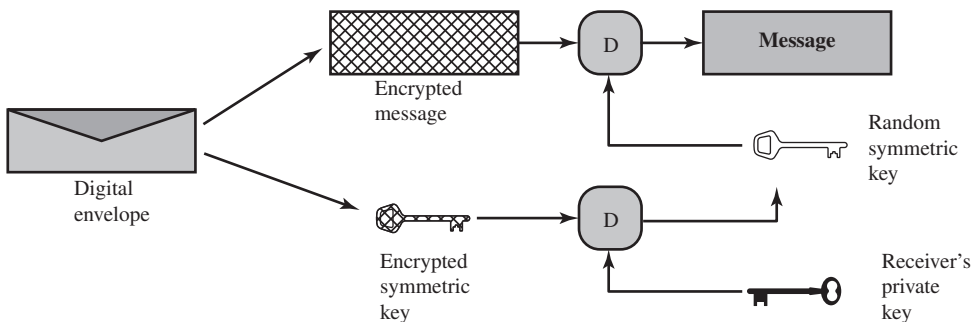 D
Message
Encrypted
message
Random
symmetric
key
Digital
envelope
D
Encrypted
symmetric
key
Receiver's
private
key